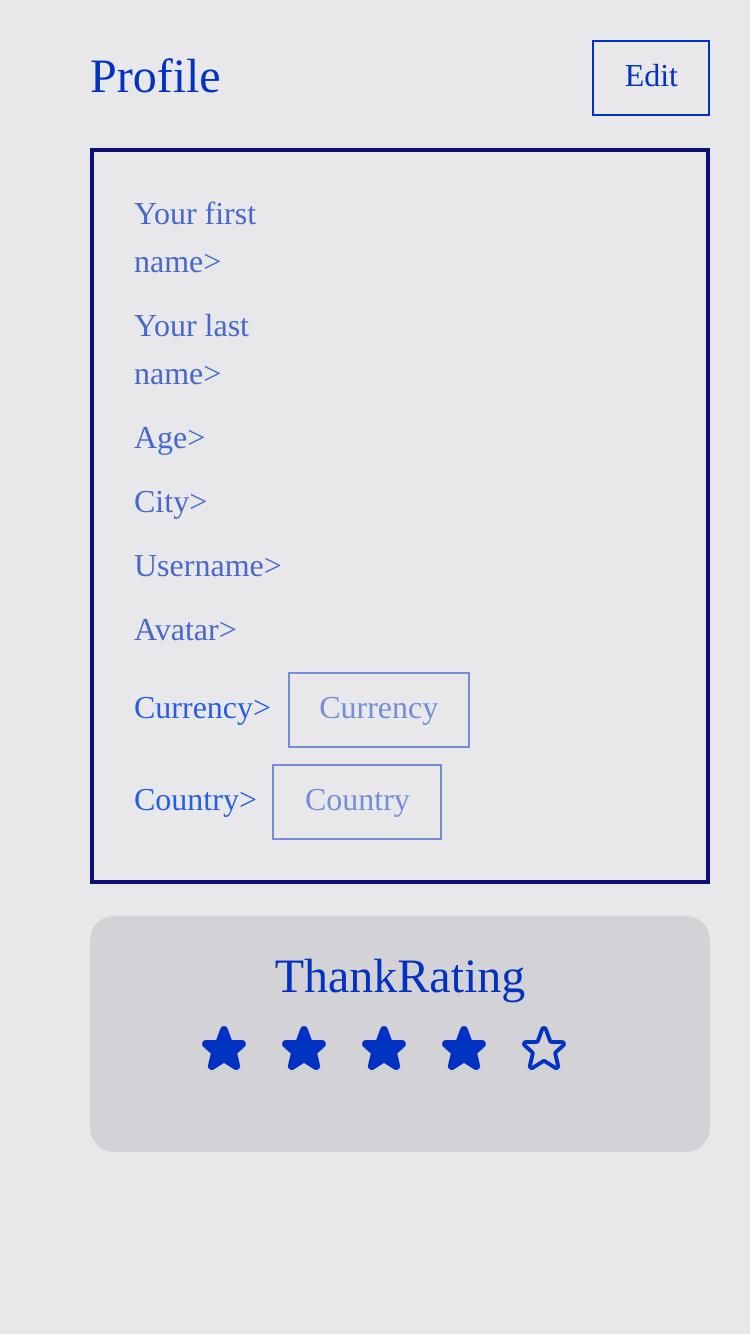 Profile
Edit
Your first
name>
Your last
name>
Age>
City>
Username>
Avatar>
Currency> Currency
Country> Country
ThankRating